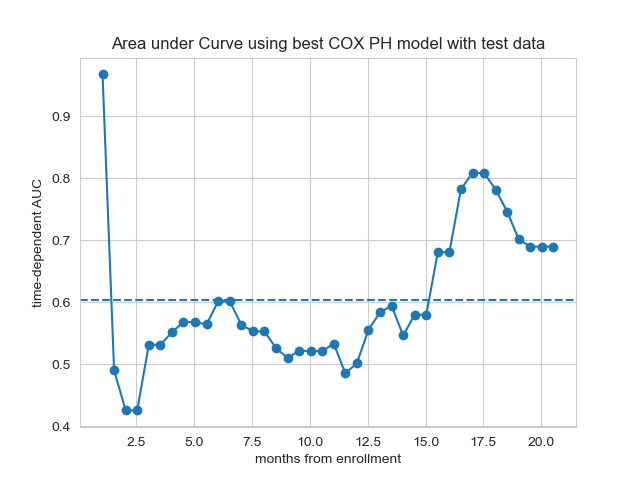 Area under Curve using best COX PH model with test data
time-dependent AUC
0.9
0.8
0.7
0.6
0.5
0.4
2.5 5.0 7.5 10.0 12.5 15.0 17.5 20.0
months from enrollment